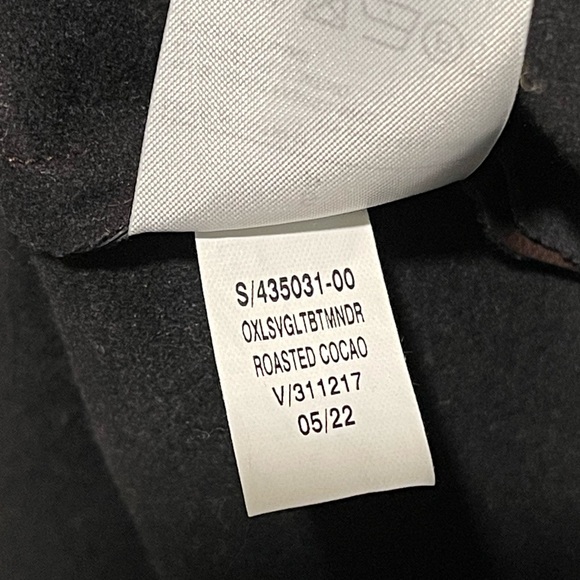 S/435031-00
OXLSVGLTBTMNDR
ROASTED COCAO
V/311217
05/22